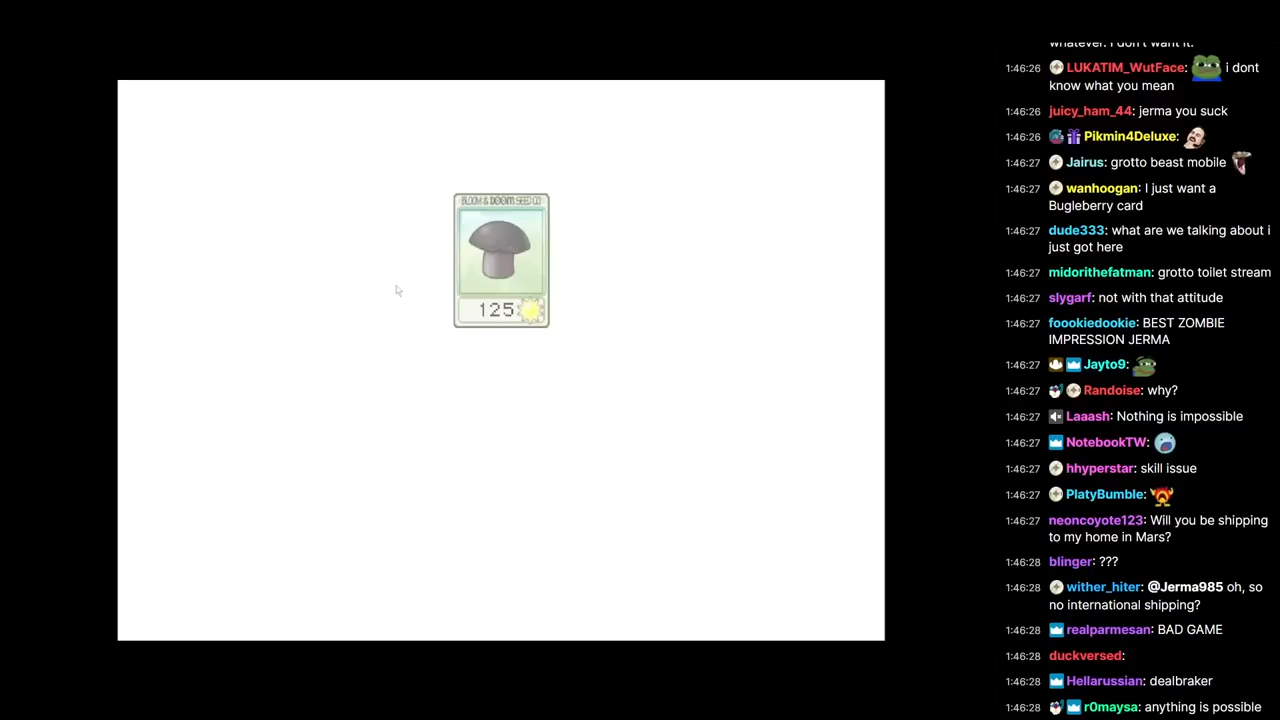 BLOOM & DOOM SEED CO
125
whatever. I don't want it.
1:46:26 LUKATIM_WutFace: i dont
know what you mean
1:46:26 juicy_ham_44: jerma you suck
1:46:26 Pikmin4Deluxe:
1:46:27 Jairus: grotto beast mobile
1:46:27 wanhoogan: I just want a
Bugleberry card
1:46:27 dude333: what are we talking about i
just got here
1:46:27 midorithefatman: grotto toilet stream
1:46:27 slygarf: not with that attitude
1:46:27 foookiedookie: BEST ZOMBIE
IMPRESSION JERMA
1:46:27 Jayto9:
1:46:27 Randoise: why?
1:46:27 Laaash: Nothing is impossible
1:46:27 NotebookTW:
1:46:27 hhyperstar: skill issue
1:46:27 PlatyBumble:
1:46:27 neoncoyote123: Will you be shipping
to my home in Mars?
1:46:28 blinger: ???
1:46:28 wither_hiter: @Jerma985 oh, so
no international shipping?
1:46:28 realparmesan: BAD GAME
1:46:28 duckversed:
1:46:28 Hellarussian: dealbraker
1:46:28 r0maysa: anything is possible